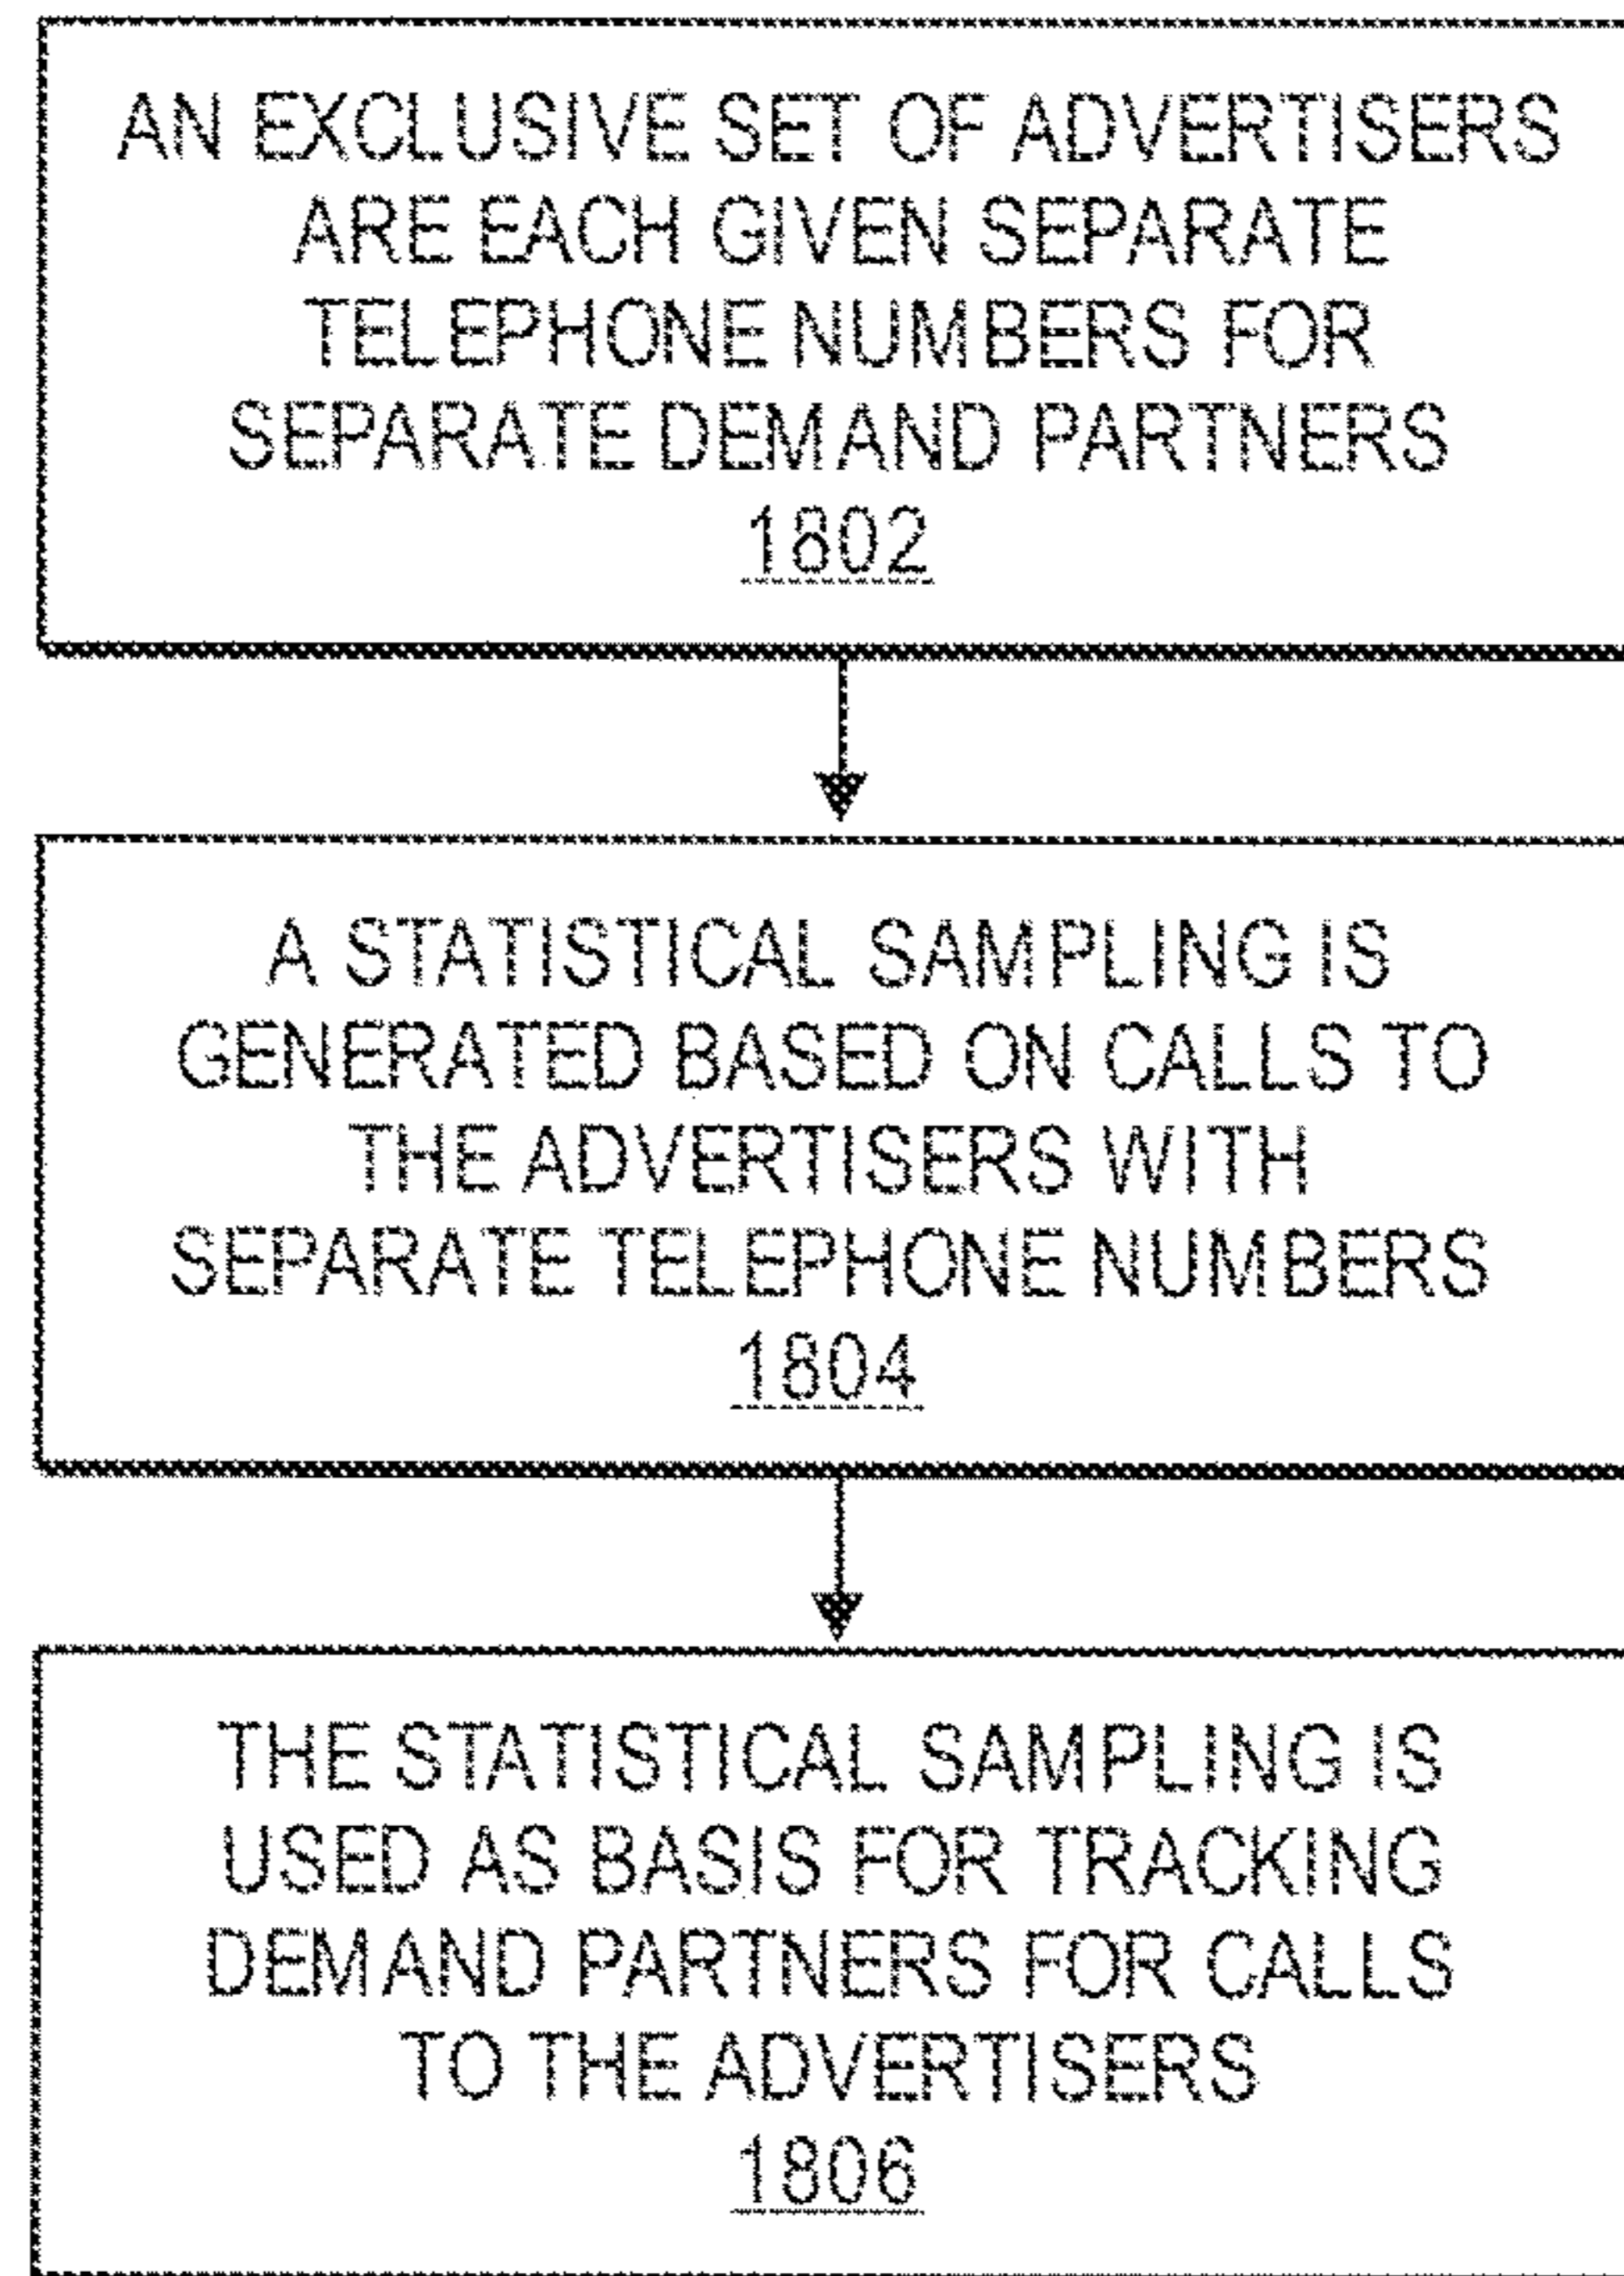 AN EXCLUSIVE SET OF ADVERTISERS
ARE EACH GIVEN SEPARATE
TELEPHONE NUMBERS FOR
SEPARATE DEMAND PARTNERS
1802
A STATISTICAL SAMPLING IS
GENERATED BASED ON CALLS TO
THE ADVERTISERS WITH
SEPARATE TELEPHONE NUMBERS
1804
THE STATISTICAL SAMPLING IS
USED AS BASIS FOR TRACKING
DEMAND PARTNERS FOR CALLS
TO THE ADVERTISERS
1806